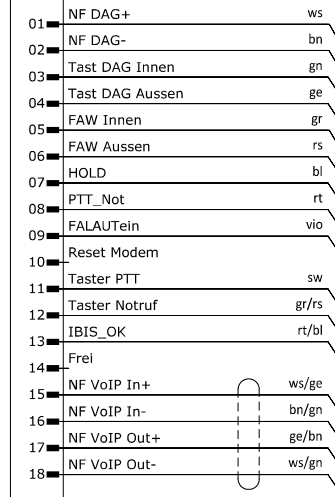 NF DAG+ ws
01
NF DAG- bn
02
Tast DAG Innen gn
03
Tast DAG Aussen ge
04
FAW Innen gr
05
FAW Aussen rs
06
HOLD bl
07
PTT_Not rt
08
FALAUTein vio
09
Reset Modem
10
Taster PTT sw
11
Taster Notruf gr/rs
12
IBIS_OK rt/bl
13
Frei
14
NF VoIP In+ ws/ge
15
NF VoIP In- bn/gn
16
NF VoIP Out+ ge/bn
17
NF VoIP Out- ws/gn
18